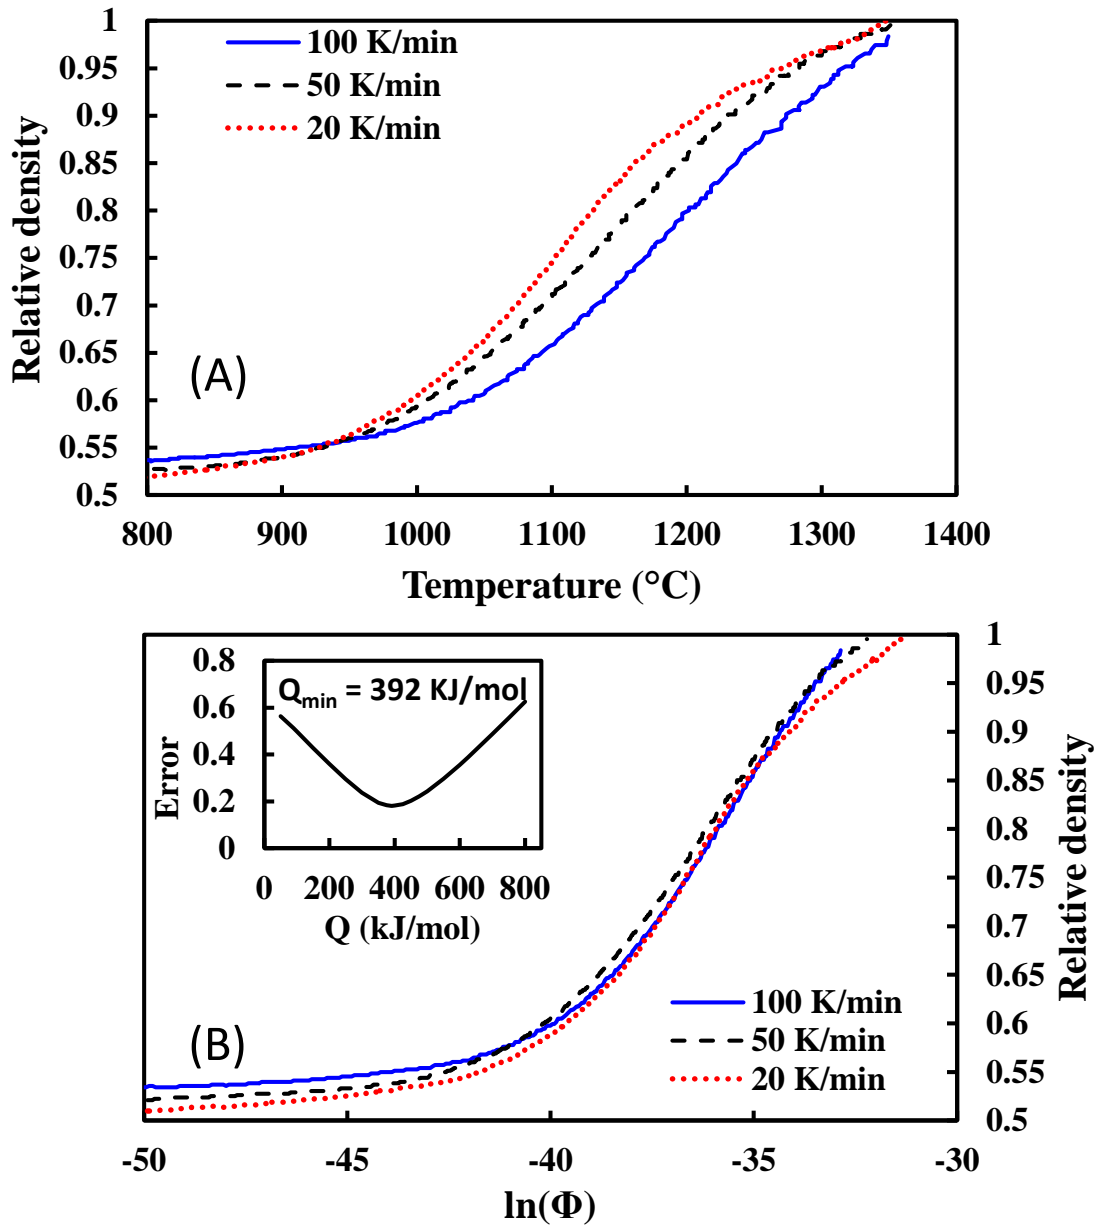 1
0.95
0.9
0.85
0.8
0.75
0.7
0.65
0.6
0.55
0.5
Relative density
100 K/min
50 K/min
20 K/min
(A)
800 900 1000 1100 1200 1300 1400
Temperature (°C)
0.8
0.6
0.4
0.2
0
Error
Qmin = 392 KJ/mol
0 200 400 600 800
Q (kJ/mol)
1
0.95
0.9
0.85
0.8
0.75
0.7
0.65
0.6
0.55
0.5
Relative density
100 K/min
50 K/min
20 K/min
(B)
-50 -45 -40 -35 -30
ln(Φ)